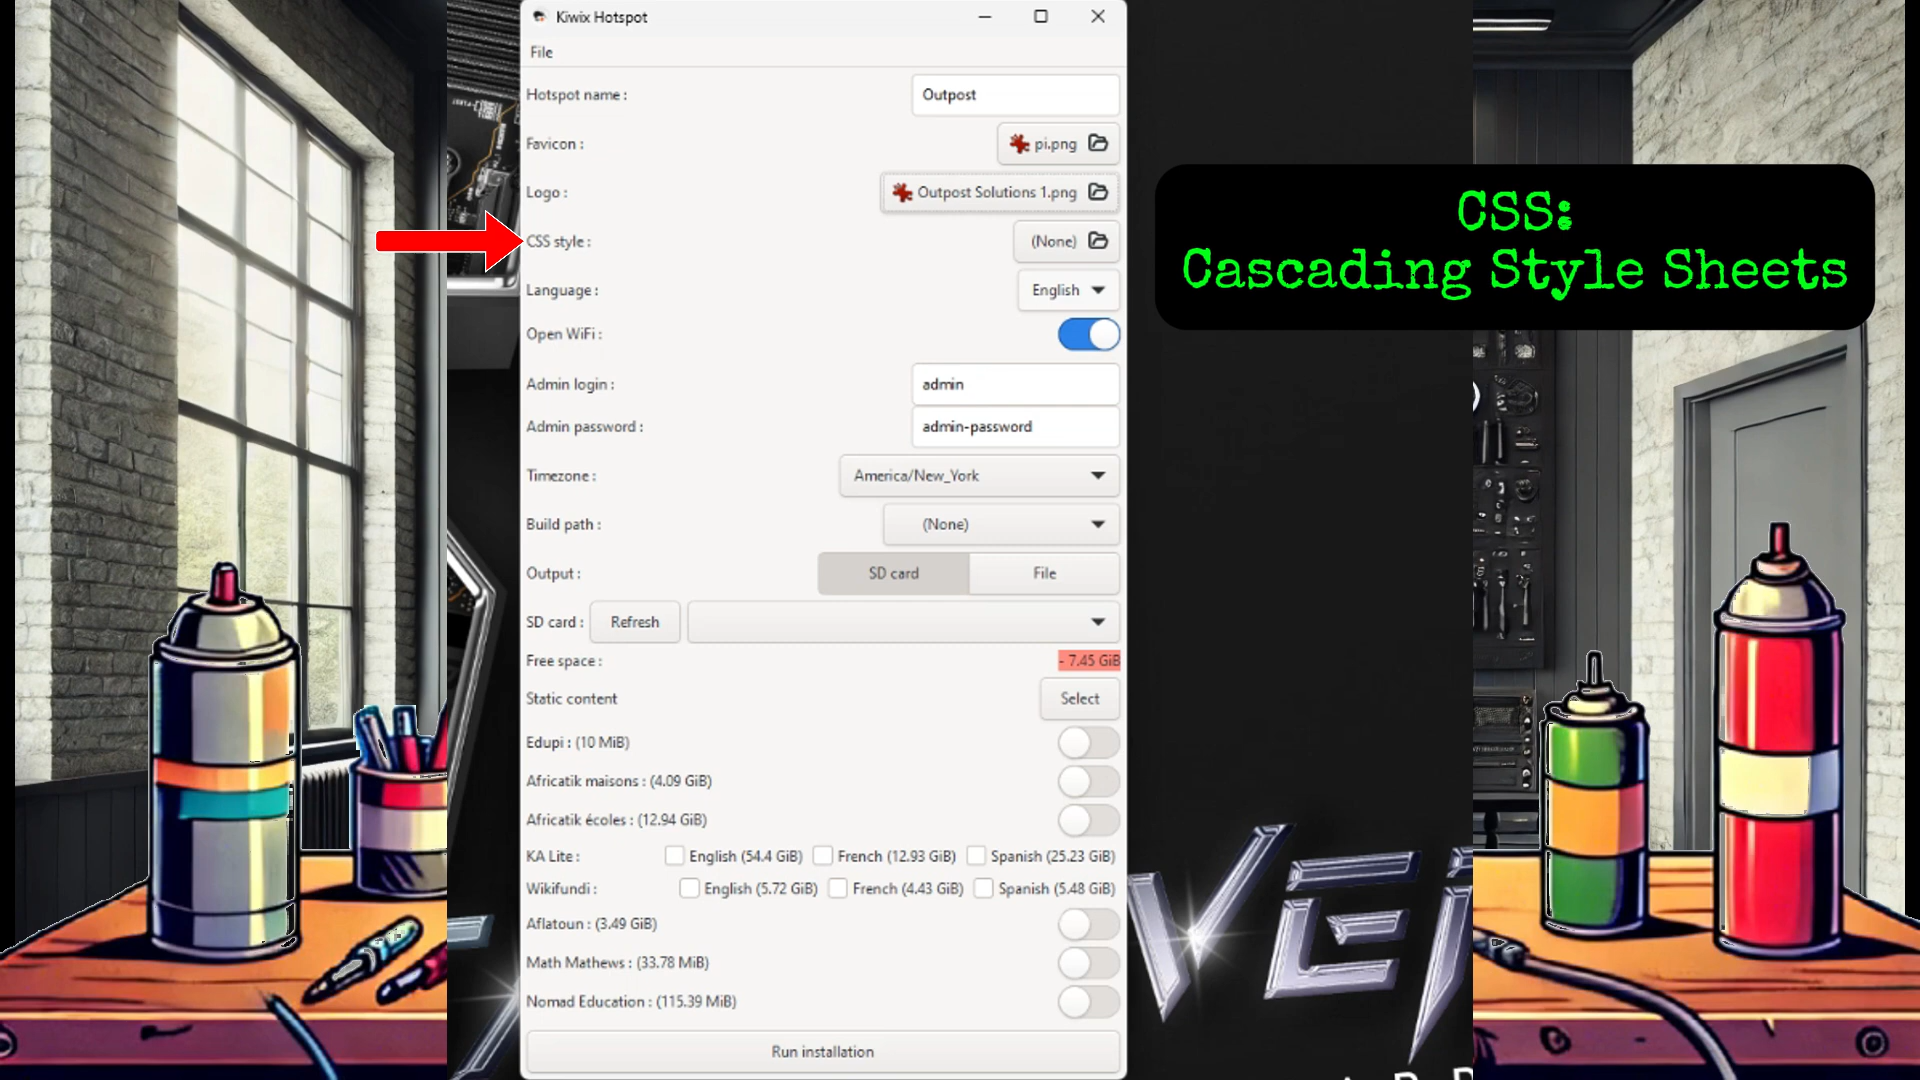 Kiwix Hotspot
File
Hotspot name :
Outpost
Favicon :
pi.png
Logo :
Outpost Solutions 1.png
CSS style :
(None)
CSS:
Cascading Style Sheets
Language :
English
Open WiFi :
Admin login :
admin
Admin password :
admin-password
Timezone :
America/New_York
Build path :
(None)
Output :
SD card
File
SD card :
Refresh
Free space :
- 7.45 GiB
Static content
Select
Edupi : (10 MiB)
Africatik maisons : (4.09 GiB)
Africatik écoles : (12.94 GiB)
KA Lite :
English (54.4 GiB)
French (12.93 GiB)
Spanish (25.23 GiB)
Wikifundi :
English (5.72 GiB)
French (4.43 GiB)
Spanish (5.48 GiB)
Aflatoun : (3.49 GiB)
Math Mathews : (33.78 MiB)
Nomad Education : (115.39 MiB)
Run installation